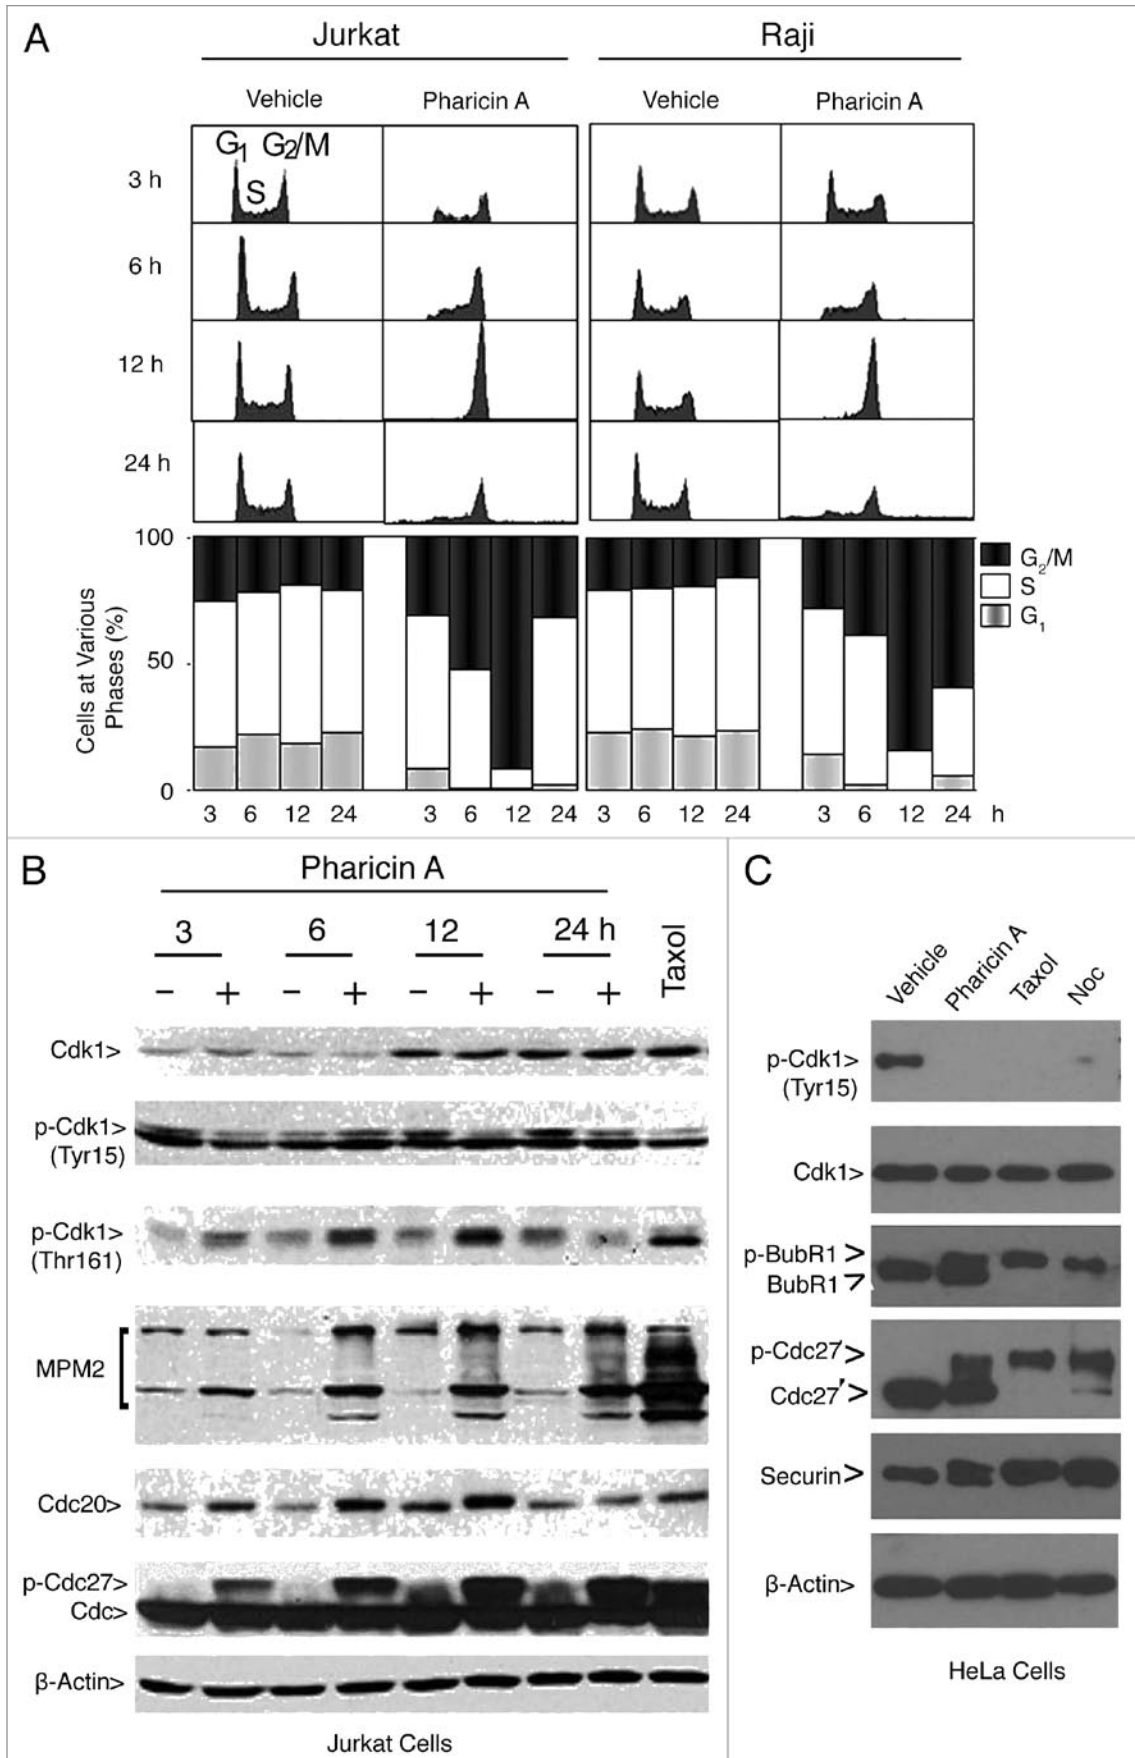 A
Jurkat
Raji
Vehicle
Pharicin A
Vehicle
Pharicin A
G1 G2/M
S
3 h
6 h
12 h
24 h
100
50
0
Cells at Various
Phases (%)
G2/M
S
G1
3 6 12 24
3 6 12 24
3 6 12 24
3 6 12 24 h
B
Pharicin A
3 6 12 24 h
Taxol
− + − + − + − +
Cdk1>
p-Cdk1>
(Tyr15)
p-Cdk1>
(Thr161)
MPM2
Cdc20>
p-Cdc27>
Cdc>
β-Actin>
Jurkat Cells
C
Vehicle
Pharicin A
Taxol
Noc
p-Cdk1>
(Tyr15)
Cdk1>
p-BubR1 >
BubR1 >
p-Cdc27 >
Cdc27 >
Securin>
β-Actin>
HeLa Cells